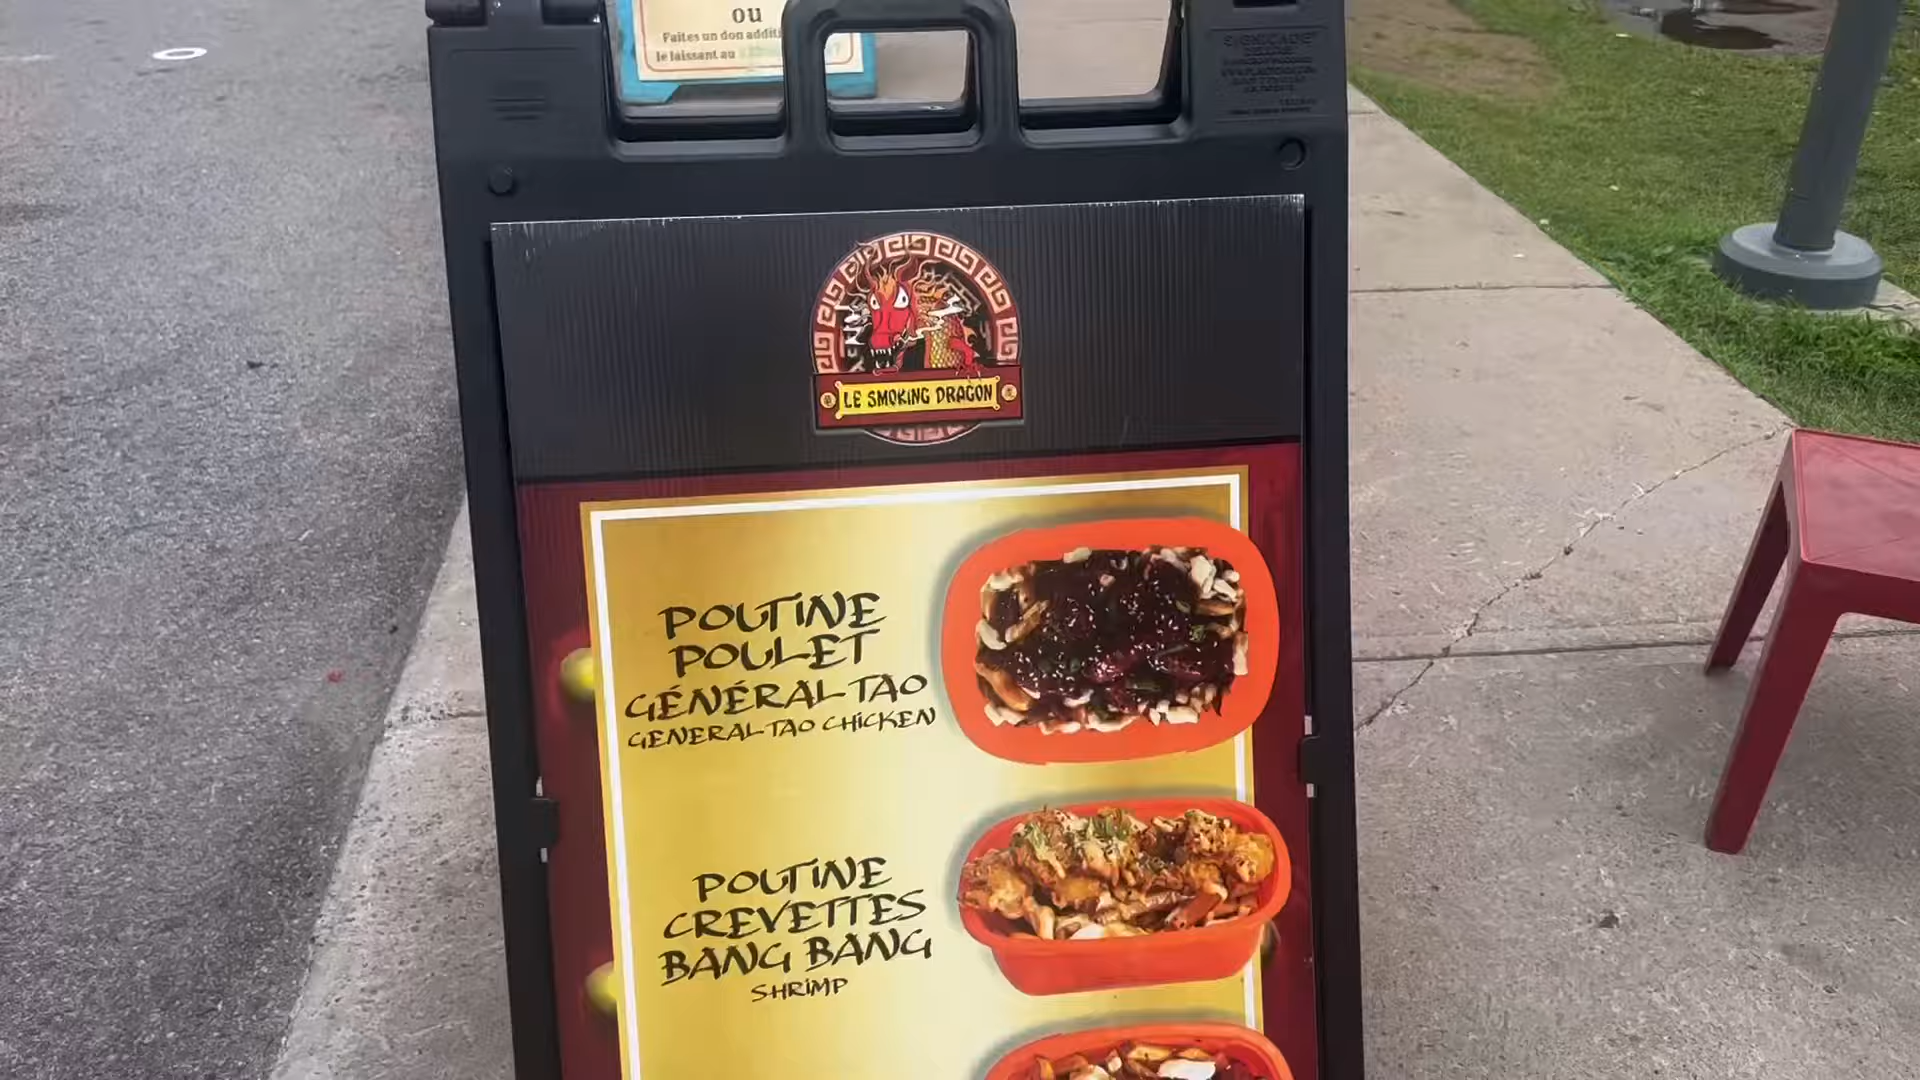 ou
Faites un don
le laissant au
LE SMOKING DRAGON
POUTINE
POULET
GÉNÉRAL TAO
GENERAL TAO CHICKEN
POUTINE
CREVETTES
BANG BANG
SHRIMP